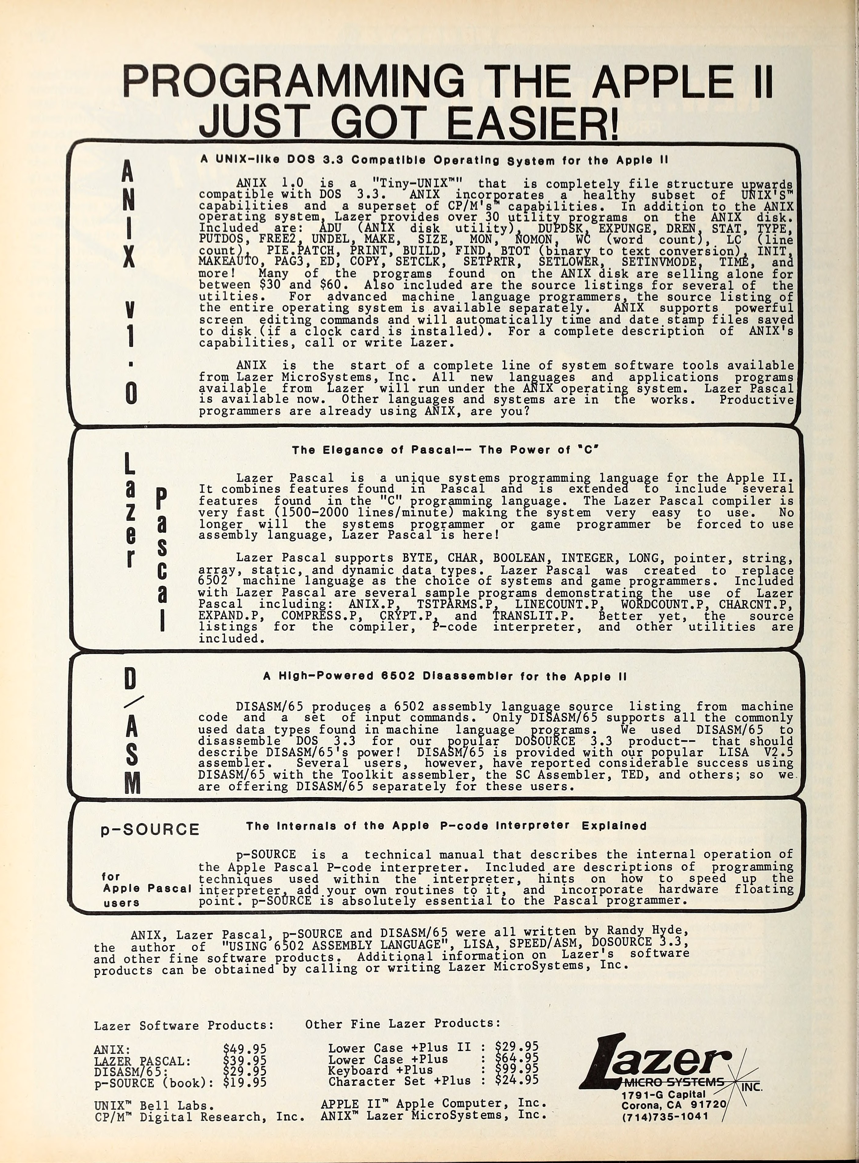 PROGRAMMING THE APPLE II
JUST GOT EASIER!
ANIX v1.0
A UNIX-like DOS 3.3 Compatible Operating System for the Apple II
ANIX 1.0 is a "Tiny-UNIX™" that is completely file structure upwards
compatible with DOS 3.3. ANIX incorporates a healthy subset of UNIX'S™
capabilities and a superset of CP/M's™ capabilities. In addition to the ANIX
operating system, Lazer provides over 30 utility programs on the ANIX disk.
Included are: ADU (ANIX disk utility), DUPDSK, EXPUNGE, DREN, STAT, TYPE,
PUTDOS, FREE2, UNDEL, MAKE, SIZE, MON, NOMON, WC (word count), LC (line
count), PIE.PATCH, PRINT, BUILD, FIND, BTOT (binary to text conversion), INIT,
MAKEAUTO, PAG3, ED, COPY, SETCLK, SETPRTR, SETLOWER, SETINVMODE, TIME, and
more! Many of the programs found on the ANIX disk are selling alone for
between $30 and $60. Also included are the source listings for several of the
utilties. For advanced machine language programmers, the source listing of
the entire operating system is available separately. ANIX supports powerful
screen editing commands and will automatically time and date stamp files saved
to disk (if a clock card is installed). For a complete description of ANIX's
capabilities, call or write Lazer.
ANIX is the start of a complete line of system software tools available
from Lazer MicroSystems, Inc. All new languages and applications programs
available from Lazer will run under the ANIX operating system. Lazer Pascal
is available now. Other languages and systems are in the works. Productive
programmers are already using ANIX, are you?
Lazer Pascal
The Elegance of Pascal-- The Power of "C"
Lazer Pascal is a unique systems programming language for the Apple II.
It combines features found in Pascal and is extended to include several
features found in the "C" programming language. The Lazer Pascal compiler is
very fast (1500-2000 lines/minute) making the system very easy to use. No
longer will the systems programmer or game programmer be forced to use
assembly language, Lazer Pascal is here!
Lazer Pascal supports BYTE, CHAR, BOOLEAN, INTEGER, LONG, pointer, string,
array, static, and dynamic data types. Lazer Pascal was created to replace
6502 machine language as the choice of systems and game programmers. Included
with Lazer Pascal are several sample programs demonstrating the use of Lazer
Pascal including: ANIX.P, TSTPARMS.P, LINECOUNT.P, WORDCOUNT.P, CHARCNT.P,
EXPAND.P, COMPRESS.P, CRYPT.P, and TRANSLIT.P. Better yet, the source
listings for the compiler, P-code interpreter, and other utilities are
included.
D/ASM
A High-Powered 6502 Disassembler for the Apple II
DISASM/65 produces a 6502 assembly language source listing from machine
code and a set of input commands. Only DISASM/65 supports all the commonly
used data types found in machine language programs. We used DISASM/65 to
disassemble DOS 3.3 for our popular DOSOURCE 3.3 product-- that should
describe DISASM/65's power! DISASM/65 is provided with our popular LISA V2.5
assembler. Several users, however, have reported considerable success using
DISASM/65 with the Toolkit assembler, the SC Assembler, TED, and others; so we
are offering DISASM/65 separately for these users.
p-SOURCE
for
Apple Pascal
users
The Internals of the Apple P-code Interpreter Explained
p-SOURCE is a technical manual that describes the internal operation of
the Apple Pascal P-code interpreter. Included are descriptions of programming
techniques used within the interpreter, hints on how to speed up the
interpreter, add your own routines to it, and incorporate hardware floating
point. p-SOURCE is absolutely essential to the Pascal programmer.
ANIX, Lazer Pascal, p-SOURCE and DISASM/65 were all written by Randy Hyde,
the author of "USING 6502 ASSEMBLY LANGUAGE", LISA, SPEED/ASM, DOSOURCE 3.3,
and other fine software products. Additional information on Lazer's software
products can be obtained by calling or writing Lazer MicroSystems, Inc.
Lazer Software Products:
ANIX: $49.95
LAZER PASCAL: $39.95
DISASM/65: $29.95
p-SOURCE (book): $19.95
UNIX™ Bell Labs.
CP/M™ Digital Research, Inc.
Other Fine Lazer Products:
Lower Case +Plus II : $29.95
Lower Case +Plus : $64.95
Keyboard +Plus : $99.95
Character Set +Plus : $24.95
APPLE II™ Apple Computer, Inc.
ANIX™ Lazer MicroSystems, Inc.
Lazer
MICRO SYSTEMS INC.
1791-G Capital
Corona, CA 91720
(714)735-1041